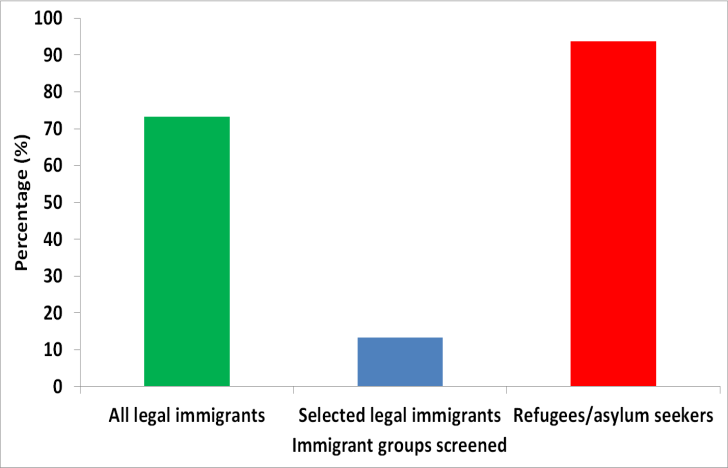 Percentage (%)
100
90
80
70
60
50
40
30
20
10
0
All legal immigrants
Selected legal immigrants
Refugees/asylum seekers
Immigrant groups screened